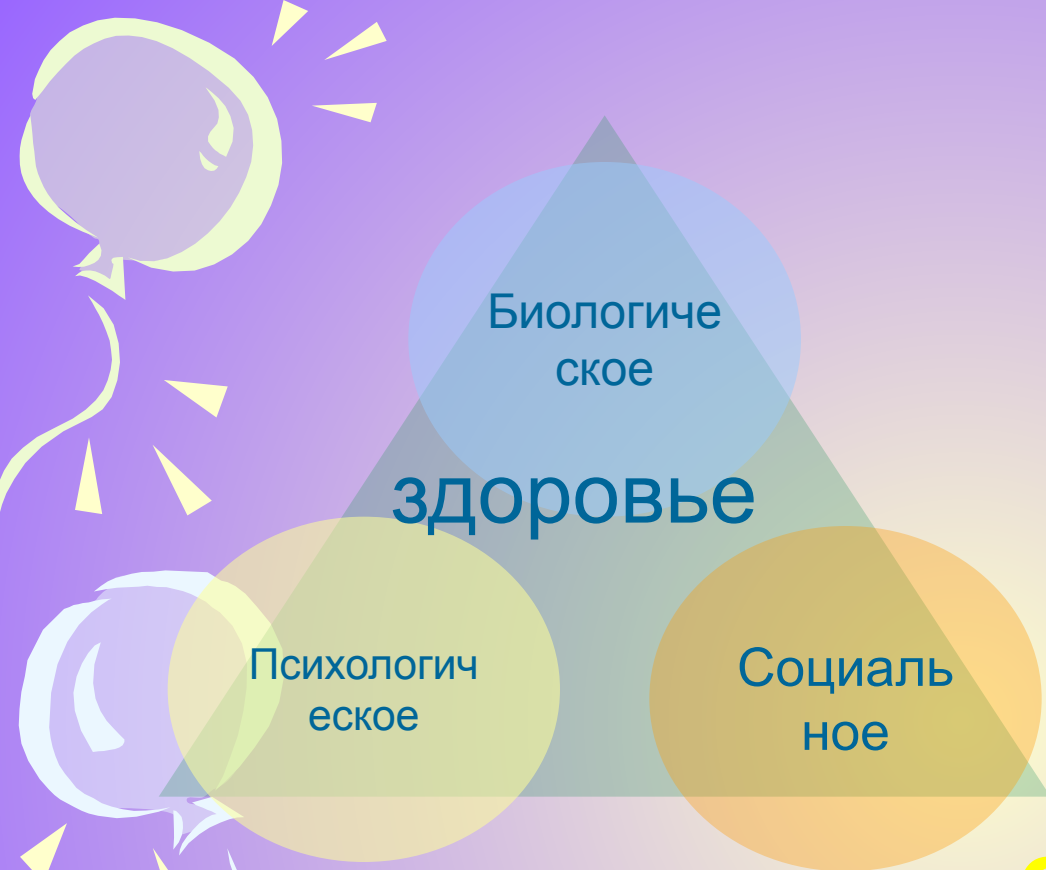 Биологиче
ское
здоровье
Психологич
еское
Социаль
ное